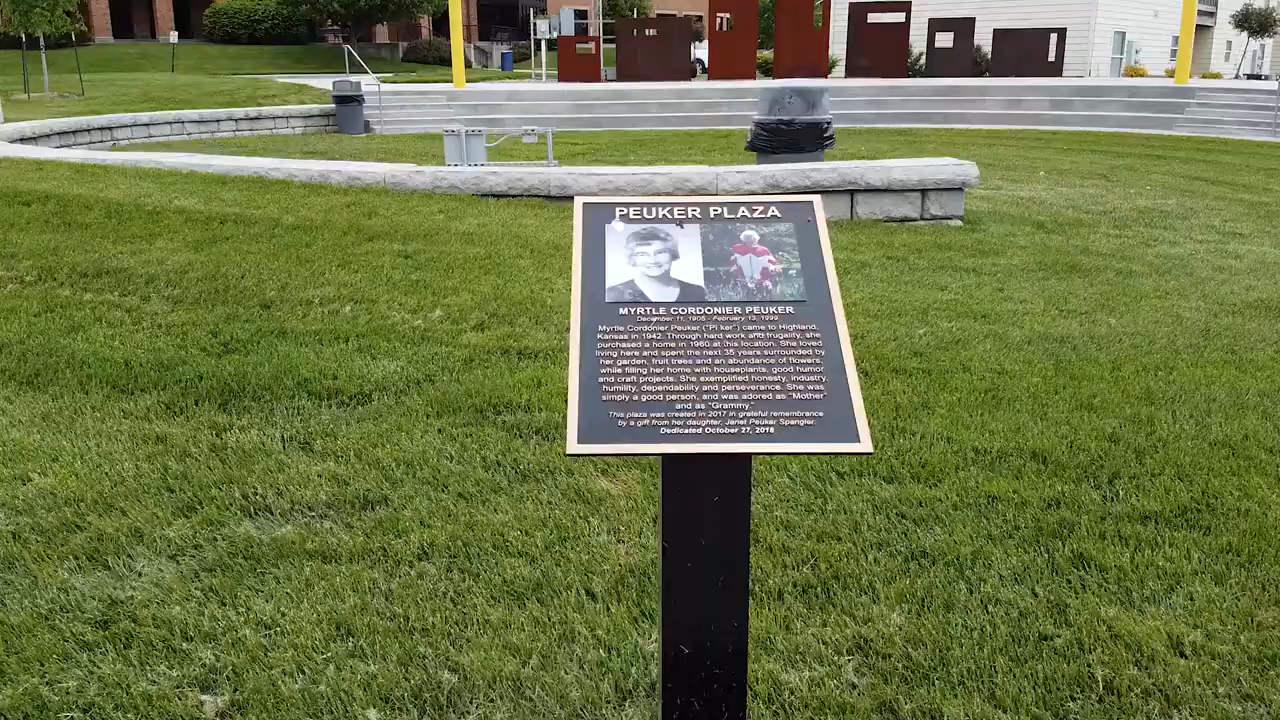 PEUKER PLAZA
MYRTLE CORDONIER PEUKER
December 11, 1905 - February 13, 1999
Myrtle Cordonier Peuker ("Pi ker") came to Highland,
Kansas in 1942. Through hard work and frugality, she
purchased a home in 1960 at this location. She loved
living here and spent the next 35 years surrounded by
her garden, fruit trees and an abundance of flowers,
while filling her home with houseplants, good humor
and craft projects. She exemplified honesty, industry,
humility, dependability and perseverance. She was
simply a good person, and was adored as "Mother"
and as "Grammy."
This plaza was created in 2017 in grateful remembrance
by a gift from her daughter, Janet Peuker Spangler.
Dedicated October 27, 2018